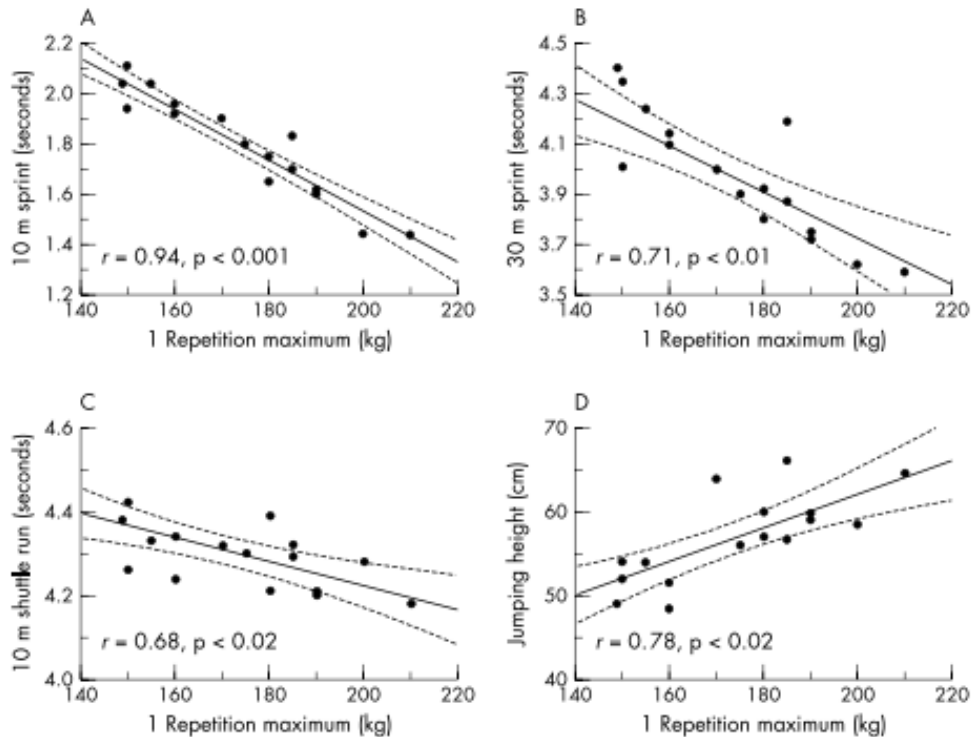 A
10 m sprint (seconds)
2.2
2.0
1.8
1.6
1.4
1.2
r = 0.94, p < 0.001
140 160 180 200 220
1 Repetition maximum (kg)
B
30 m sprint (seconds)
4.5
4.3
4.1
3.9
3.7
3.5
r = 0.71, p < 0.01
140 160 180 200 220
1 Repetition maximum (kg)
C
10 m shuttle run (seconds)
4.6
4.4
4.2
4.0
r = 0.68, p < 0.02
140 160 180 200 220
1 Repetition maximum (kg)
D
Jumping height (cm)
70
60
50
40
r = 0.78, p < 0.02
140 160 180 200 220
1 Repetition maximum (kg)